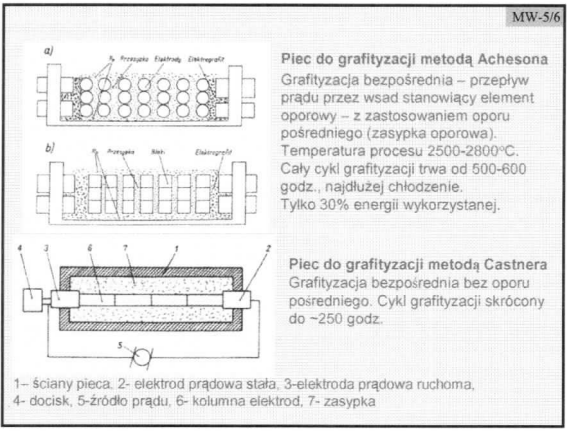 MW-5/6
a)
Przesypka Elektrody Elektrografit
Piec do grafityzacji metodą Achesona
Grafityzacja bezpośrednia – przepływ
prądu przez wsad stanowiący element
oporowy – z zastosowaniem oporu
pośredniego (zasypka oporowa).
Temperatura procesu 2500-2800°C.
Cały cykl grafityzacji trwa od 500-600
godz., najdłużej chłodzenie.
Tylko 30% energii wykorzystanej.
b)
Przesypka Bloki Elektrografit
4 3 6 7 1 2
5
Piec do grafityzacji metodą Castnera
Grafityzacja bezpośrednia bez oporu
pośredniego. Cykl grafityzacji skrócony
do ~250 godz.
1– ściany pieca, 2- elektrod prądowa stała, 3-elektroda prądowa ruchoma,
4- docisk, 5-źródło prądu, 6- kolumna elektrod, 7- zasypka